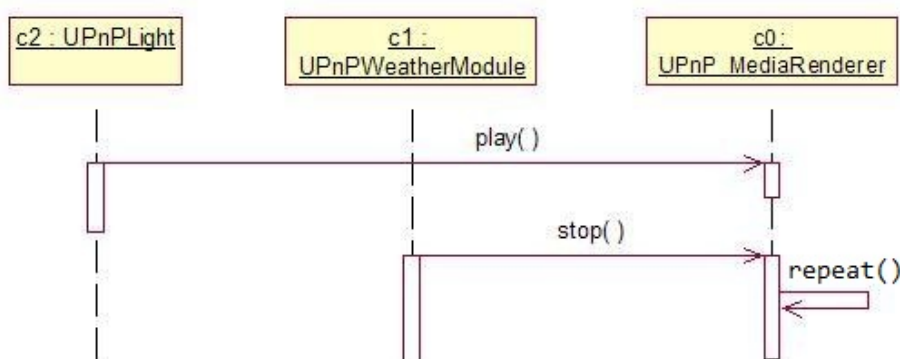 c2 : UPnPLight
c1 :
UPnPWeatherModule
c0 :
UPnP_MediaRenderer
play( )
stop( )
repeat()